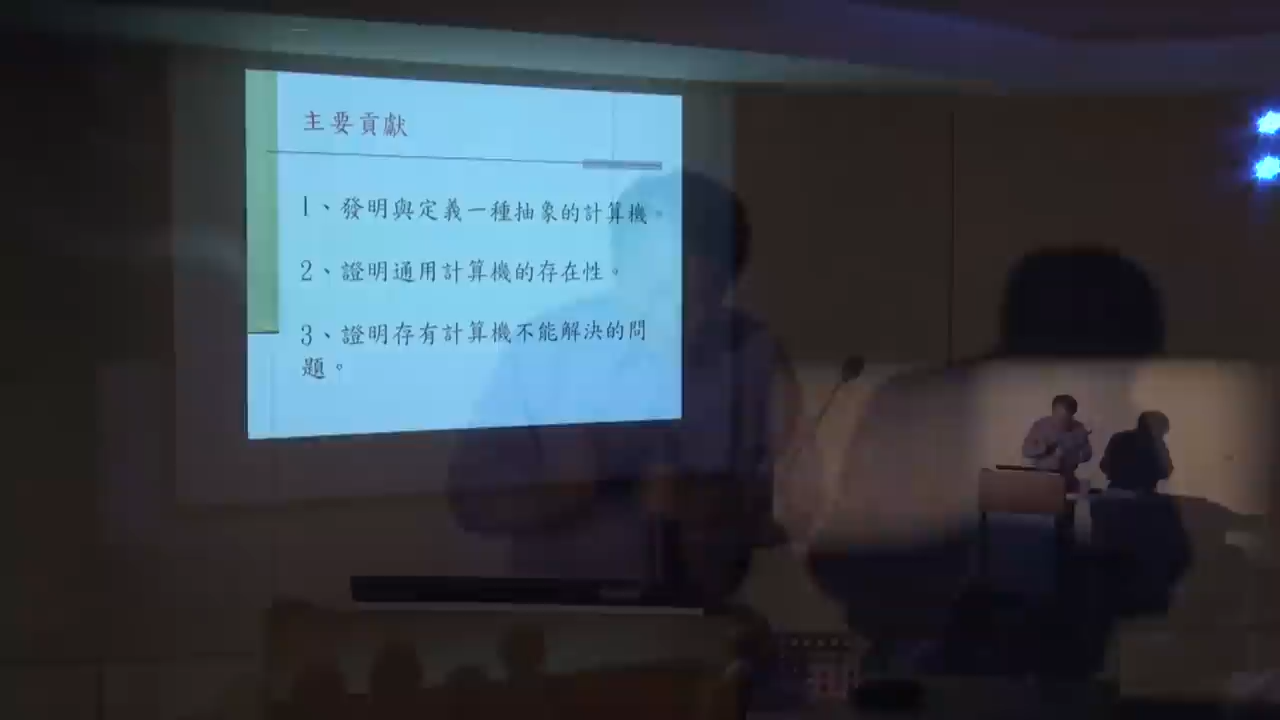 主要貢獻
1、發明與定義一種抽象的計算機。
2、證明通用計算機的存在性。
3、證明存有計算機不能解決的問
題。